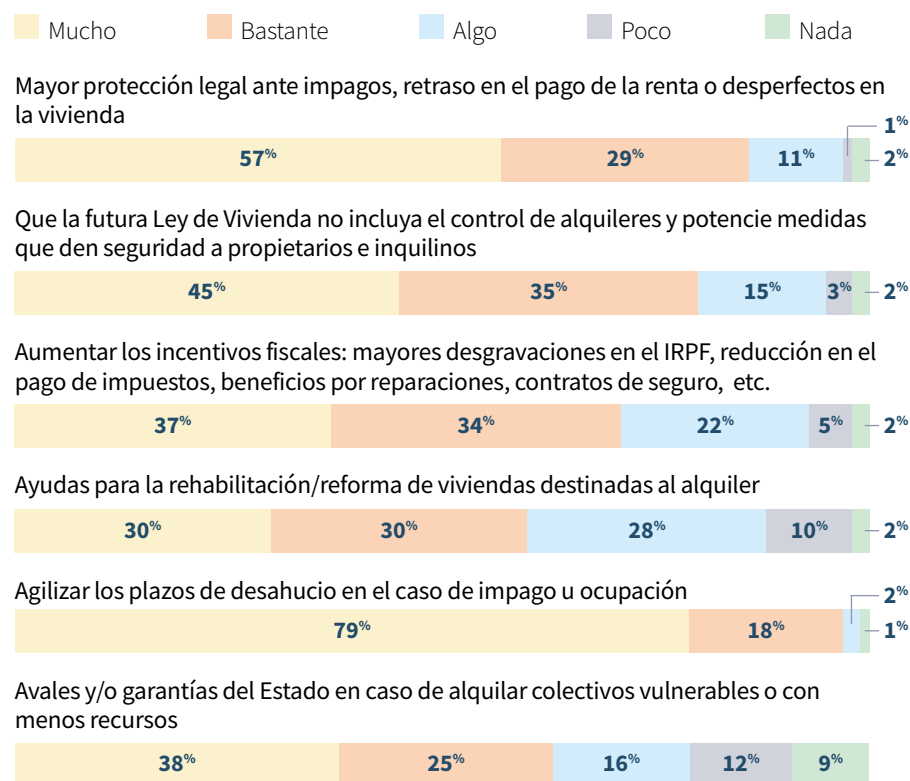 Mucho Bastante Algo Poco Nada
Mayor protección legal ante impagos, retraso en el pago de la renta o desperfectos en
la vivienda
57% 29% 11% 1% 2%
Que la futura Ley de Vivienda no incluya el control de alquileres y potencie medidas
que den seguridad a propietarios e inquilinos
45% 35% 15% 3% 2%
Aumentar los incentivos fiscales: mayores desgravaciones en el IRPF, reducción en el
pago de impuestos, beneficios por reparaciones, contratos de seguro, etc.
37% 34% 22% 5% 2%
Ayudas para la rehabilitación/reforma de viviendas destinadas al alquiler
30% 30% 28% 10% 2%
Agilizar los plazos de desahucio en el caso de impago u ocupación
79% 18% 2% 1%
Avales y/o garantías del Estado en caso de alquilar colectivos vulnerables o con
menos recursos
38% 25% 16% 12% 9%